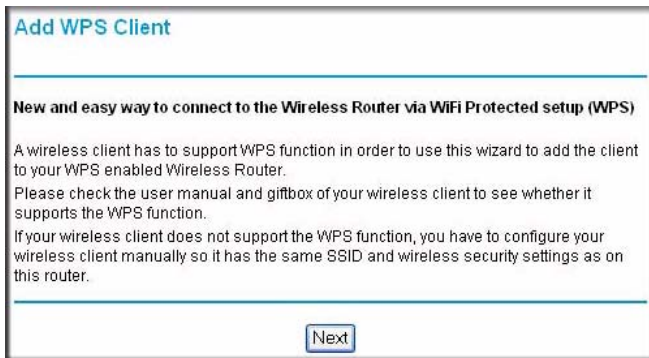 Add WPS Client
New and easy way to connect to the Wireless Router via WiFi Protected setup (WPS)
A wireless client has to support WPS function in order to use this wizard to add the client
to your WPS enabled Wireless Router.
Please check the user manual and giftbox of your wireless client to see whether it
supports the WPS function.
If your wireless client does not support the WPS function, you have to configure your
wireless client manually so it has the same SSID and wireless security settings as on
this router.
Next